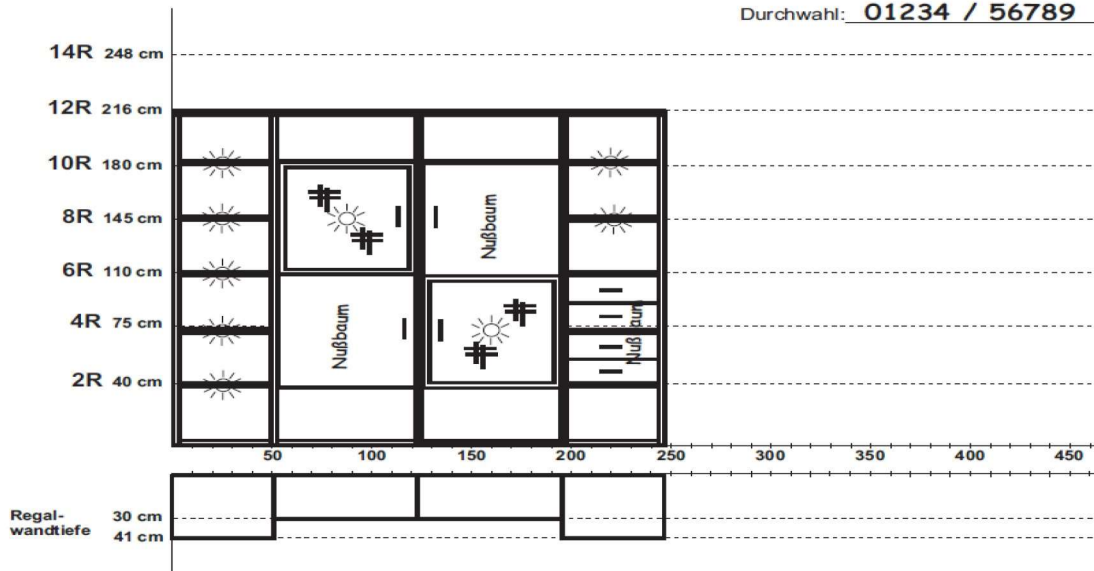 Durchwahl: 01234 / 56789
14R 248 cm
12R 216 cm
10R 180 cm
8R 145 cm
6R 110 cm
4R 75 cm
2R 40 cm
Nußbaum
Nußbaum
Nußbaum
50 100 150 200 250 300 350 400 450
Regal-
wandtiefe
30 cm
41 cm